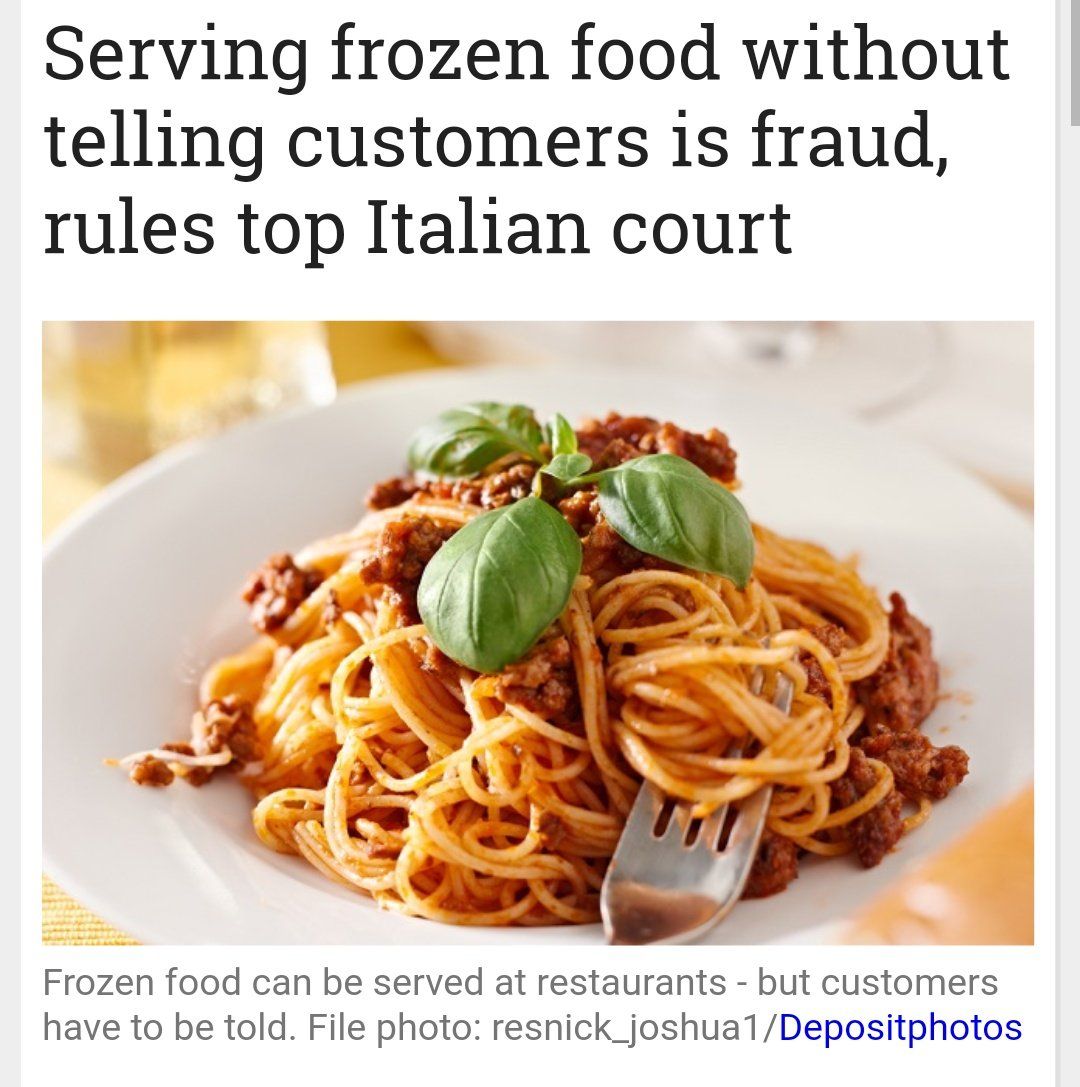 Serving frozen food without
telling customers is fraud,
rules top Italian court
Frozen food can be served at restaurants - but customers
have to be told. File photo: resnick_joshua1/Depositphotos